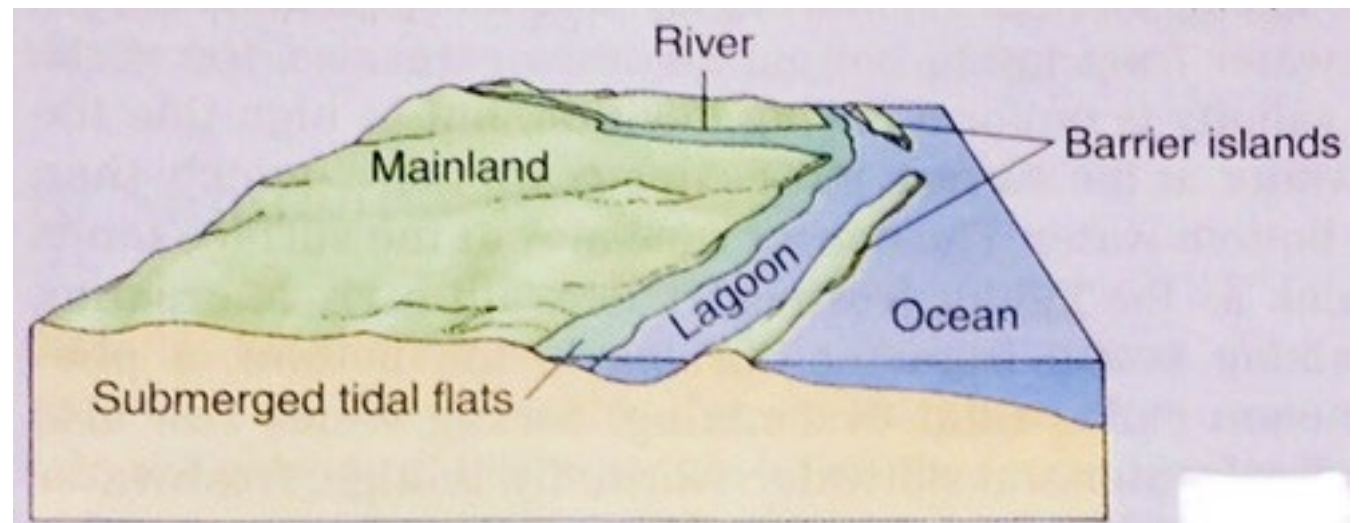 River
Barrier islands
Mainland
Lagoon
Ocean
Submerged tidal flats